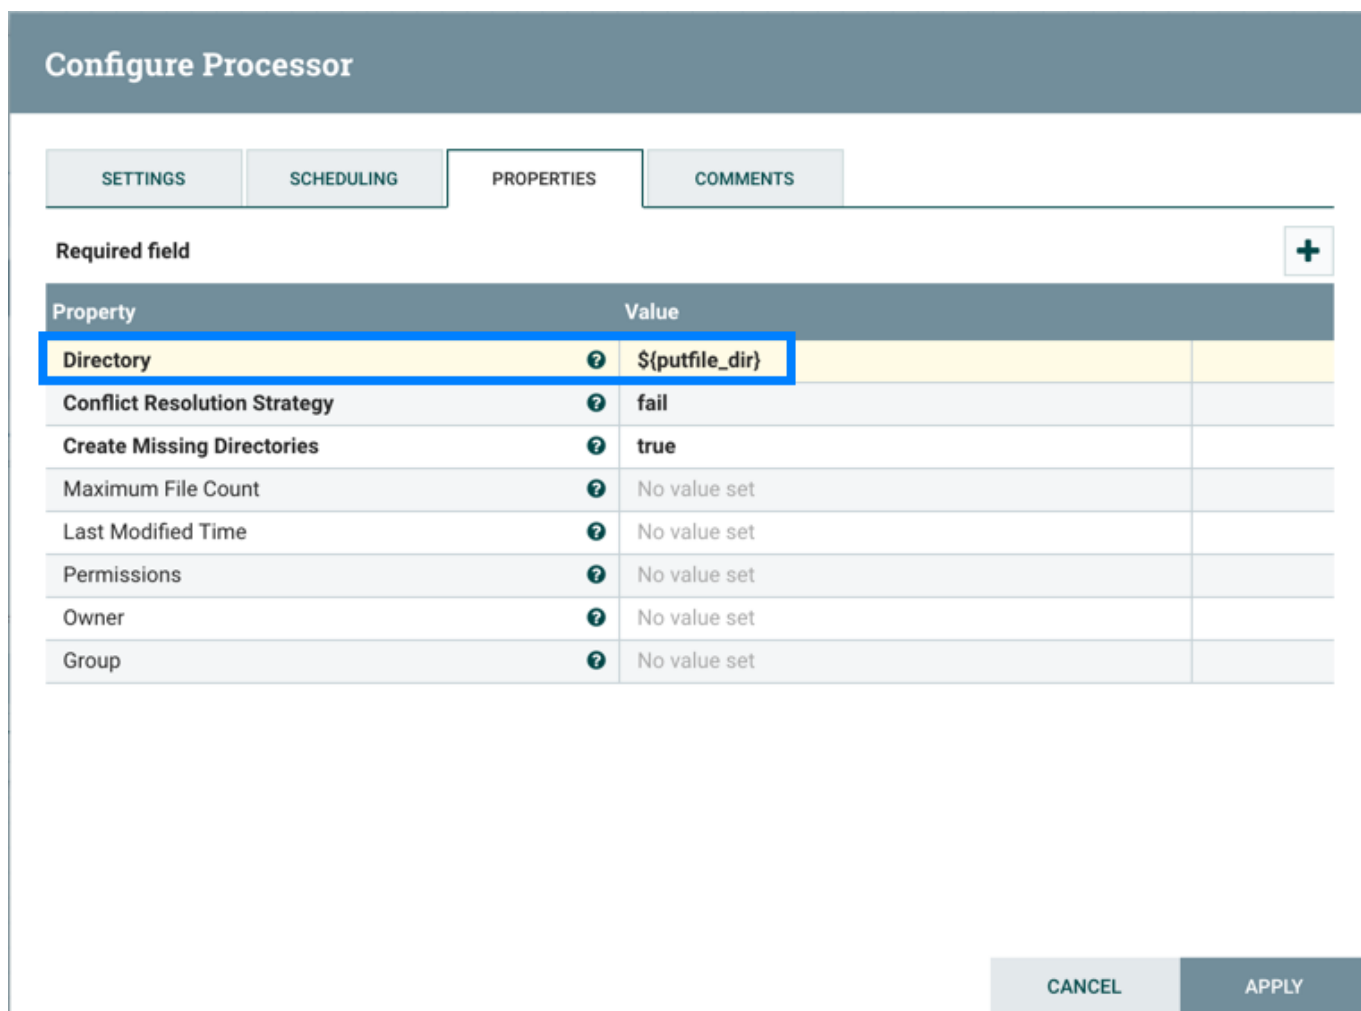 Configure Processor
SETTINGS SCHEDULING PROPERTIES COMMENTS
Required field
Property Value
Directory ${putfile_dir}
Conflict Resolution Strategy fail
Create Missing Directories true
Maximum File Count No value set
Last Modified Time No value set
Permissions No value set
Owner No value set
Group No value set
CANCEL APPLY